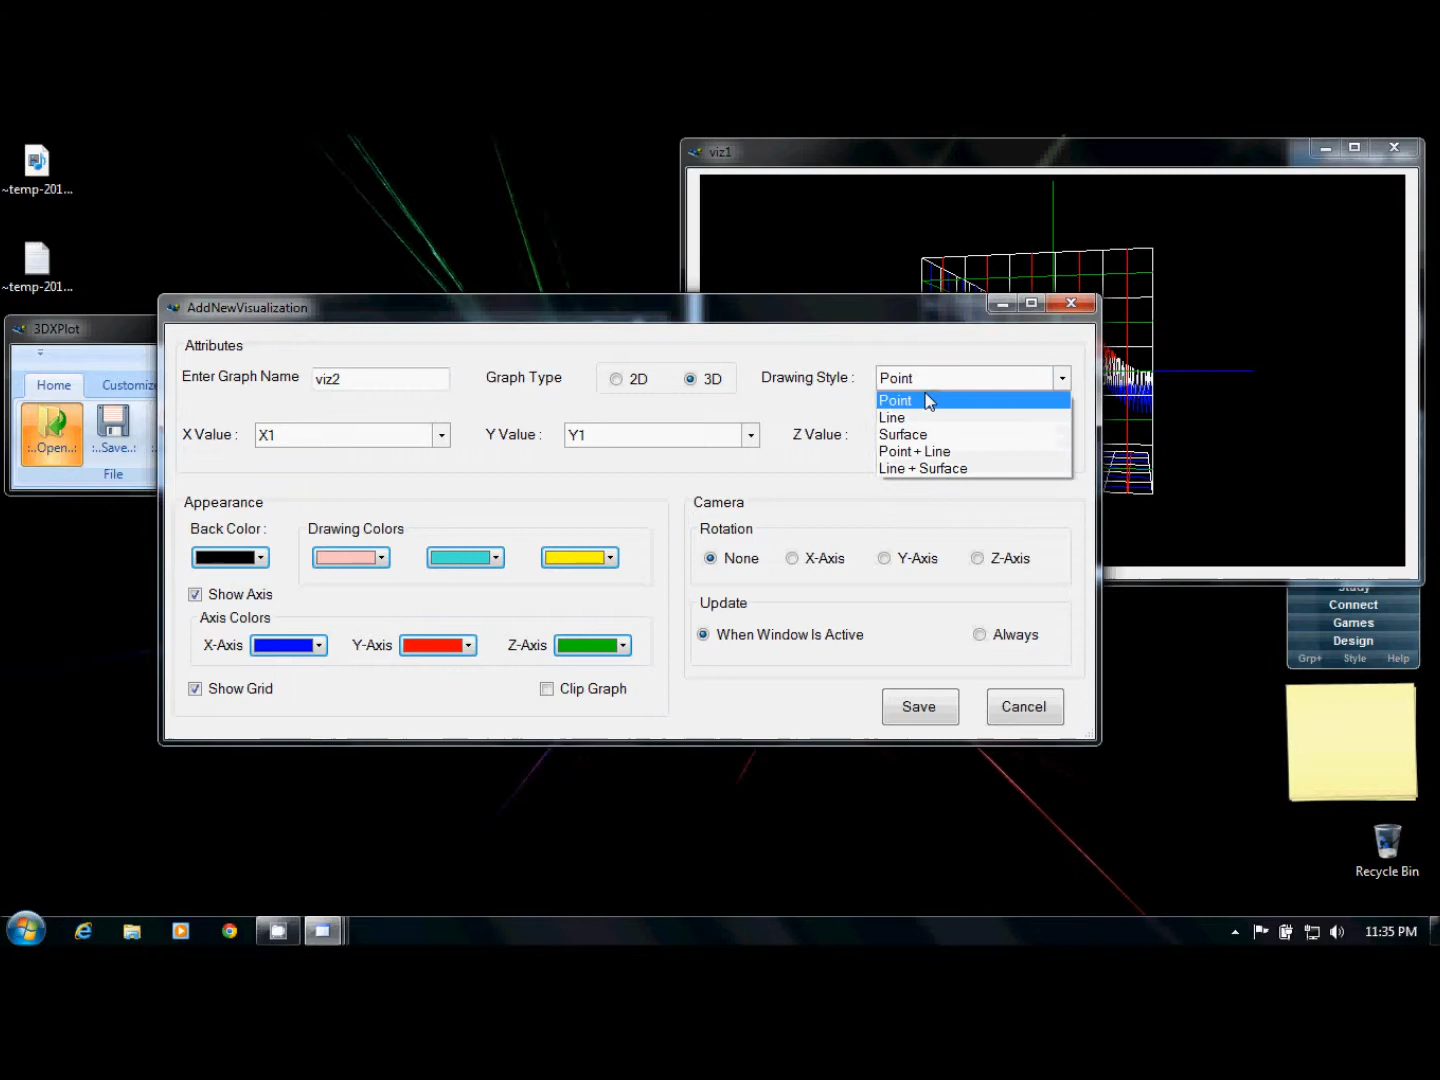 ~temp-201...
~temp-201...
viz1
3DXPlot
Home
Customiz
:..Open..:
:..Save..:
File
AddNewVisualization
Attributes
Enter Graph Name
viz2
Graph Type
2D
3D
Drawing Style :
Point
Point
Line
Surface
Point + Line
Line + Surface
X Value :
X1
Y Value :
Y1
Z Value :
Appearance
Back Color :
Drawing Colors
Show Axis
Axis Colors
X-Axis
Y-Axis
Z-Axis
Show Grid
Clip Graph
Camera
Rotation
None
X-Axis
Y-Axis
Z-Axis
Update
When Window Is Active
Always
Save
Cancel
Study
Connect
Games
Design
Grp+ Style Help
Recycle Bin
11:35 PM